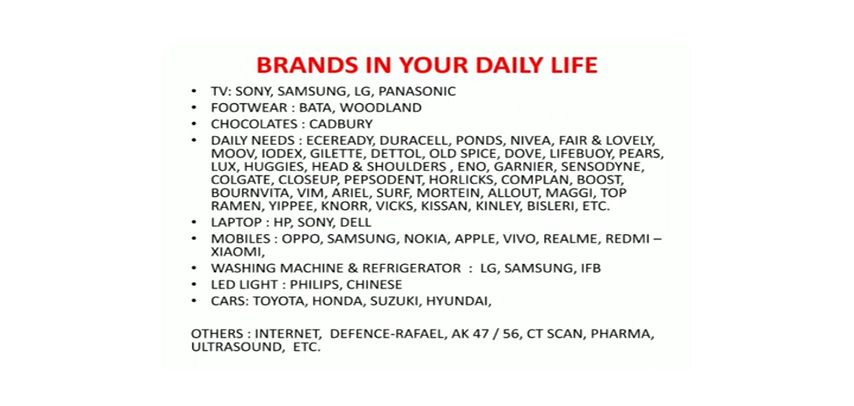 BRANDS IN YOUR DAILY LIFE
• TV: SONY, SAMSUNG, LG, PANASONIC
• FOOTWEAR : BATA, WOODLAND
• CHOCOLATES : CADBURY
• DAILY NEEDS : ECEREADY, DURACELL, PONDS, NIVEA, FAIR & LOVELY,
MOOV, IODEX, GILETTE, DETTOL, OLD SPICE, DOVE, LIFEBUOY, PEARS,
LUX, HUGGIES, HEAD & SHOULDERS , ENO, GARNIER, SENSODYNE,
COLGATE, CLOSEUP, PEPSODENT, HORLICKS, COMPLAN, BOOST,
BOURNVITA, VIM, ARIEL, SURF, MORTEIN, ALLOUT, MAGGI, TOP
RAMEN, YIPPEE, KNORR, VICKS, KISSAN, KINLEY, BISLERI, ETC.
• LAPTOP : HP, SONY, DELL
• MOBILES : OPPO, SAMSUNG, NOKIA, APPLE, VIVO, REALME, REDMI –
XIAOMI,
• WASHING MACHINE & REFRIGERATOR : LG, SAMSUNG, IFB
• LED LIGHT : PHILIPS, CHINESE
• CARS: TOYOTA, HONDA, SUZUKI, HYUNDAI,
OTHERS : INTERNET, DEFENCE-RAFAEL, AK 47 / 56, CT SCAN, PHARMA,
ULTRASOUND, ETC.